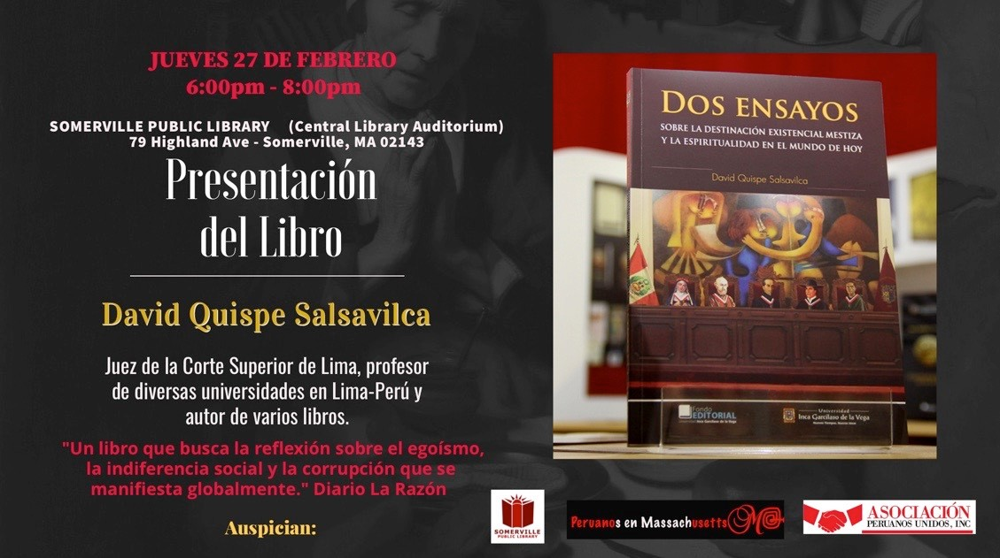 JUEVES 27 DE FEBRERO
6:00pm - 8:00pm
SOMERVILLE PUBLIC LIBRARY (Central Library Auditorium)
79 Highland Ave - Somerville, MA 02143
Presentación
del Libro
David Quispe Salsavilca
Juez de la Corte Superior de Lima, profesor
de diversas universidades en Lima-Perú y
autor de varios libros.
"Un libro que busca la reflexión sobre el egoísmo,
la indiferencia social y la corrupción que se
manifiesta globalmente." Diario La Razón
Auspician:
DOS ENSAYOS
SOBRE LA DESTINACIÓN EXISTENCIAL MESTIZA
Y LA ESPIRITUALIDAD EN EL MUNDO DE HOY
David Quispe Salsavilca
Fondo
EDITORIAL
Universidad
Inca Garcilaso de la Vega
SOMERVILLE
PUBLIC LIBRARY
Peruanos en Massachusetts
ASOCIACIÓN
PERUANOS UNIDOS, INC